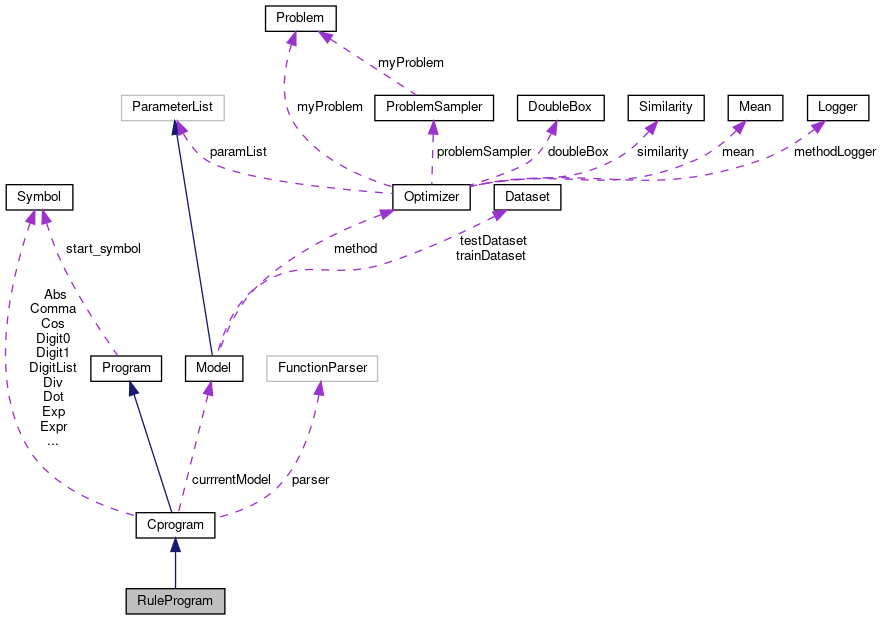 Problem
myProblem
ParameterList
myProblem
ProblemSampler
DoubleBox
Similarity
Mean
Logger
paramList
problemSampler
doubleBox
similarity
mean
methodLogger
Symbol
Optimizer
Dataset
start_symbol
method
testDataset
trainDataset
Abs
Comma
Cos
Digit0
Digit1
DigitList
Div
Dot
Exp
Expr
...
Program
Model
FunctionParser
currrentModel
parser
Cprogram
RuleProgram